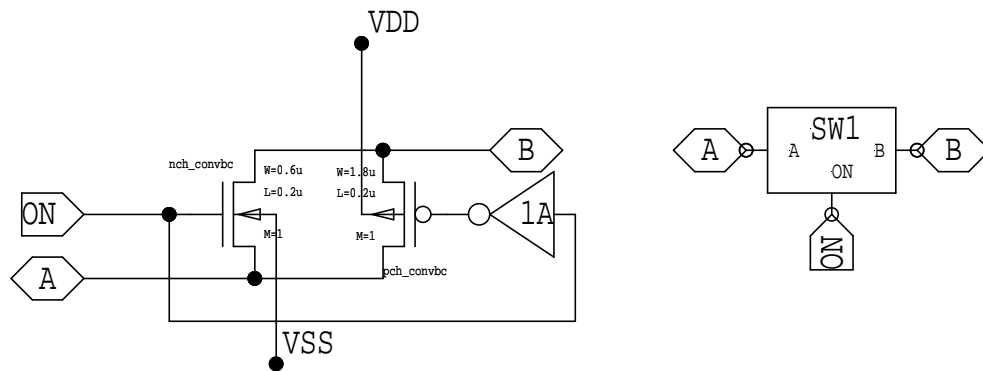 VDD
SW1
nch_convbc
W=0.6u
W=1.8u
B
A
A
B
B
L=0.2u
L=0.2u
ON
ON
1A
M=1
M=1
A
pch_convbc
ON
VSS